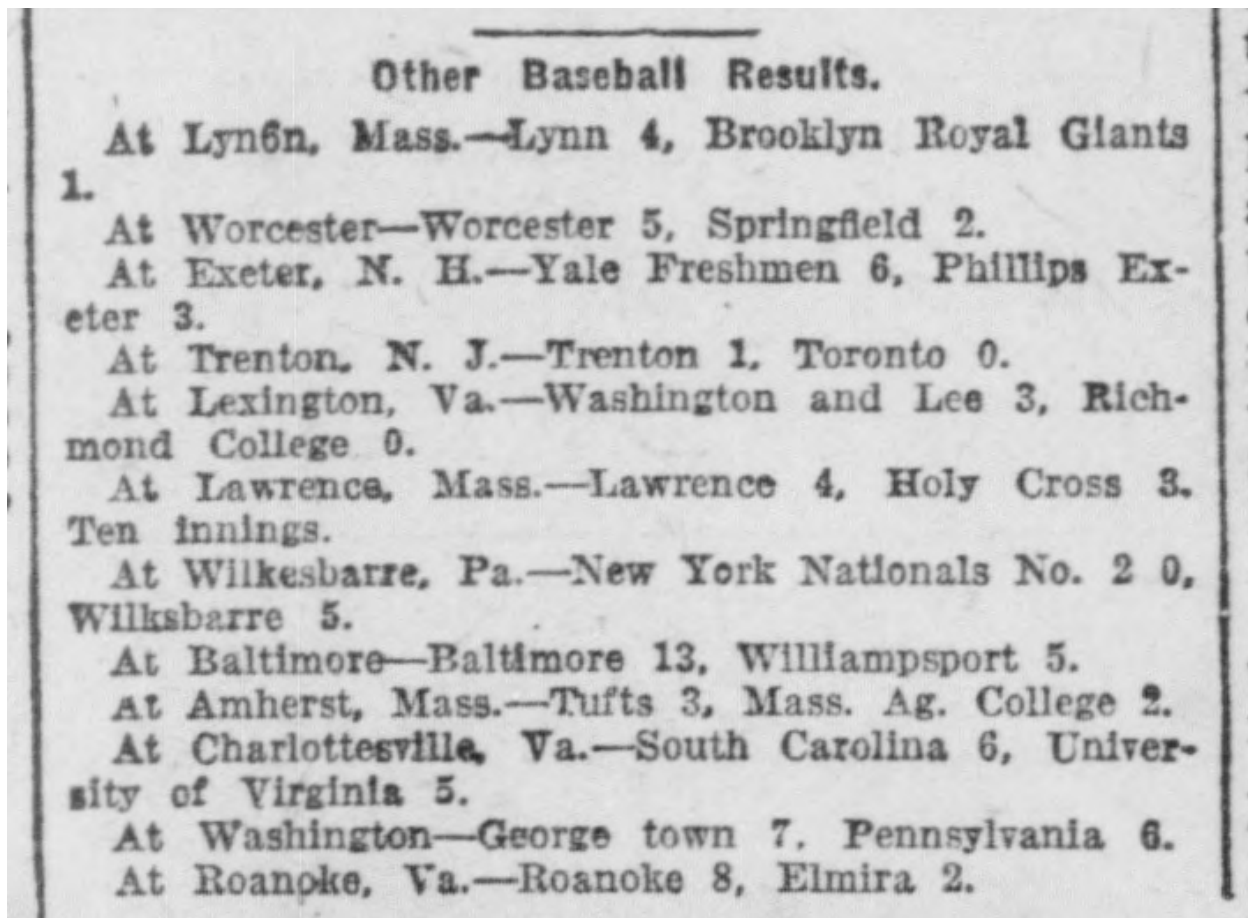 Other Baseball Results.
At Lyn6n, Mass.—Lynn 4, Brooklyn Royal Giants
1.
At Worcester—Worcester 5, Springfield 2.
At Exeter, N. H.—Yale Freshmen 6, Phillips Ex-
eter 3.
At Trenton, N. J.—Trenton 1, Toronto 0.
At Lexington, Va.—Washington and Lee 3, Rich-
mond College 0.
At Lawrence, Mass.—Lawrence 4, Holy Cross 3.
Ten innings.
At Wilkesbarre, Pa.—New York Nationals No. 2 0,
Wilksbarre 5.
At Baltimore—Baltimore 13, Williampsport 5.
At Amherst, Mass.—Tufts 3, Mass. Ag. College 2.
At Charlottesville, Va.—South Carolina 6, Univer-
sity of Virginia 5.
At Washington—George town 7, Pennsylvania 6.
At Roanoke, Va.—Roanoke 8, Elmira 2.